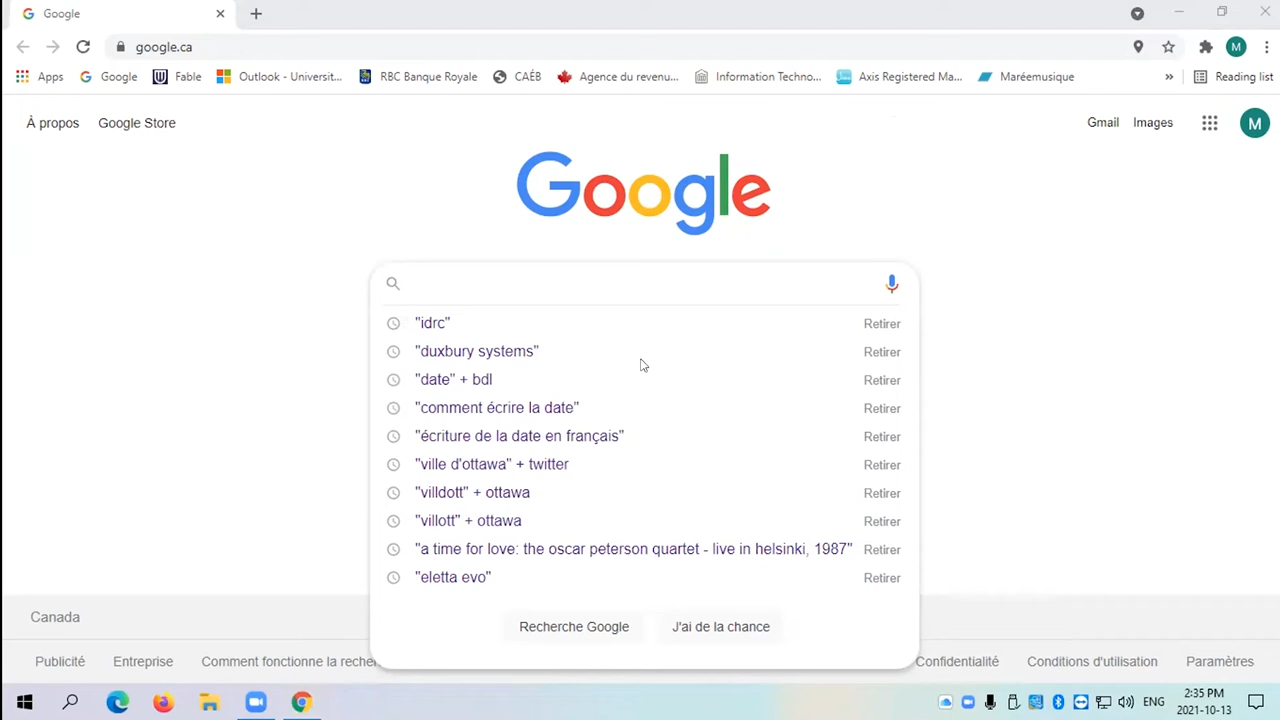 Google
google.ca
Apps Google Fable Outlook - Universit... RBC Banque Royale CAÉB Agence du revenu... Information Techno... Axis Registered Ma... Maréemusique » Reading list
À propos Google Store Gmail Images M
Google
"idrc" Retirer
"duxbury systems" Retirer
"date" + bdl Retirer
"comment écrire la date" Retirer
"écriture de la date en français" Retirer
"ville d'ottawa" + twitter Retirer
"villdott" + ottawa Retirer
"villott" + ottawa Retirer
"a time for love: the oscar peterson quartet - live in helsinki, 1987" Retirer
"eletta evo" Retirer
Canada
Recherche Google J'ai de la chance
Publicité Entreprise Comment fonctionne la recher Confidentialité Conditions d'utilisation Paramètres
ENG 2:35 PM
2021-10-13